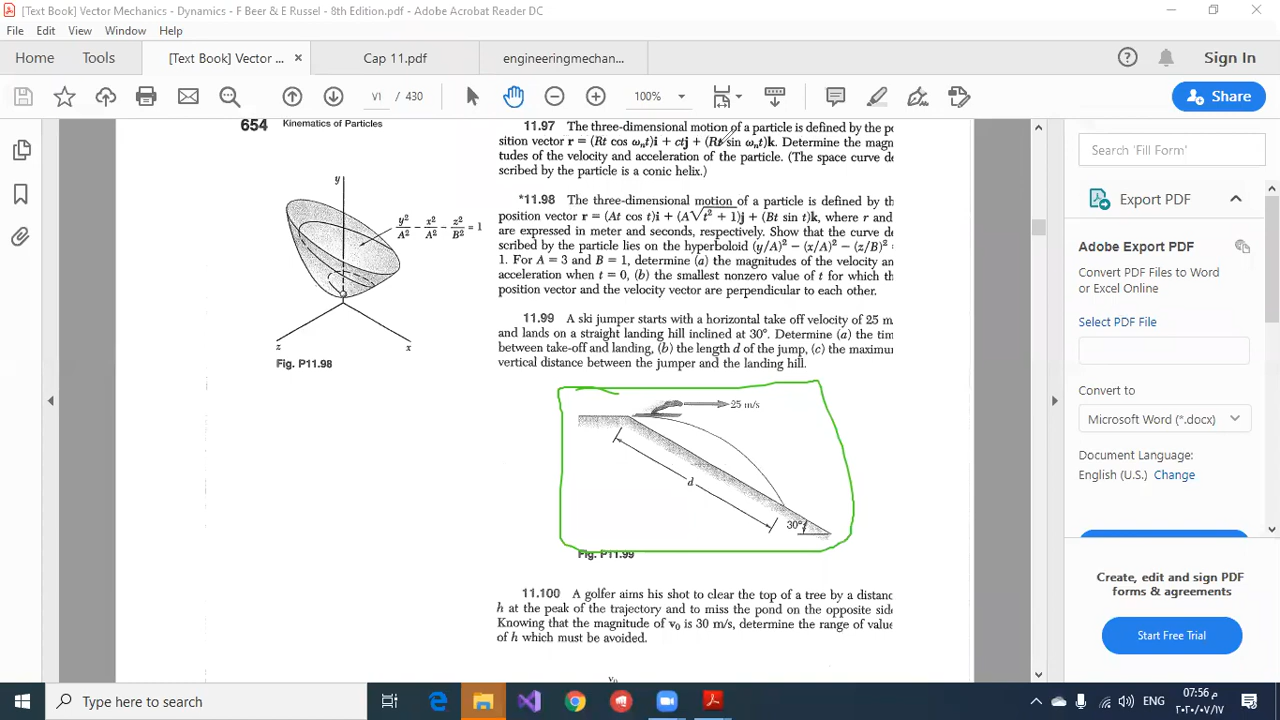 [Text Book] Vector Mechanics - Dynamics - F Beer & E Russel - 8th Edition.pdf - Adobe Acrobat Reader DC
File Edit View Window Help
Home Tools [Text Book] Vector ... × Cap 11.pdf engineeringmechan... Sign In
/ 430 100% Share
654 Kinematics of Particles
11.97 The three-dimensional motion of a particle is defined by the po
sition vector r = (Rt cos ωnt)i + ctj + (Rt sin ωnt)k. Determine the magn
tudes of the velocity and acceleration of the particle. (The space curve de
scribed by the particle is a conic helix.)
y
y²/A² − x²/A² − z²/B² = 1
z x
Fig. P11.98
*11.98 The three-dimensional motion of a particle is defined by th
position vector r = (At cos t)i + (A√t² + 1)j + (Bt sin t)k, where r and
are expressed in meter and seconds, respectively. Show that the curve de
scribed by the particle lies on the hyperboloid (y/A)² − (x/A)² − (z/B)² =
1. For A = 3 and B = 1, determine (a) the magnitudes of the velocity an
acceleration when t = 0, (b) the smallest nonzero value of t for which th
position vector and the velocity vector are perpendicular to each other.
11.99 A ski jumper starts with a horizontal take off velocity of 25 m
and lands on a straight landing hill inclined at 30°. Determine (a) the tim
between take-off and landing, (b) the length d of the jump, (c) the maximu
vertical distance between the jumper and the landing hill.
25 m/s
d
30°
Fig. P11.99
11.100 A golfer aims his shot to clear the top of a tree by a distanc
h at the peak of the trajectory and to miss the pond on the opposite side
Knowing that the magnitude of v₀ is 30 m/s, determine the range of value
of h which must be avoided.
v₀
Search 'Fill Form'
Export PDF
Adobe Export PDF
Convert PDF Files to Word
or Excel Online
Select PDF File
Convert to
Microsoft Word (*.docx)
Document Language:
English (U.S.) Change
Create, edit and sign PDF
forms & agreements
Start Free Trial
Type here to search
ENG
07:56 م
٢٠٢٠/٠٧/١٧